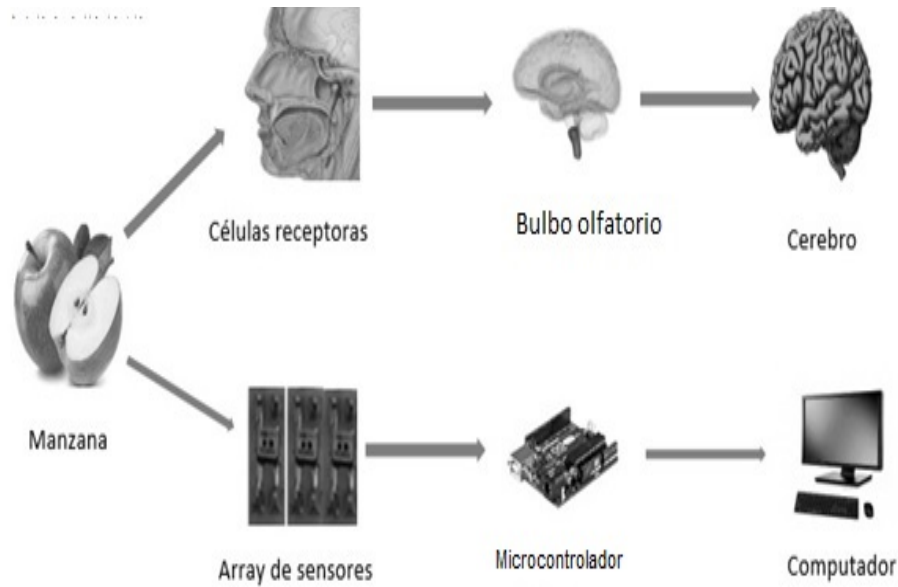 Células receptoras
Bulbo olfatorio
Cerebro
Manzana
Array de sensores
Microcontrolador
Computador